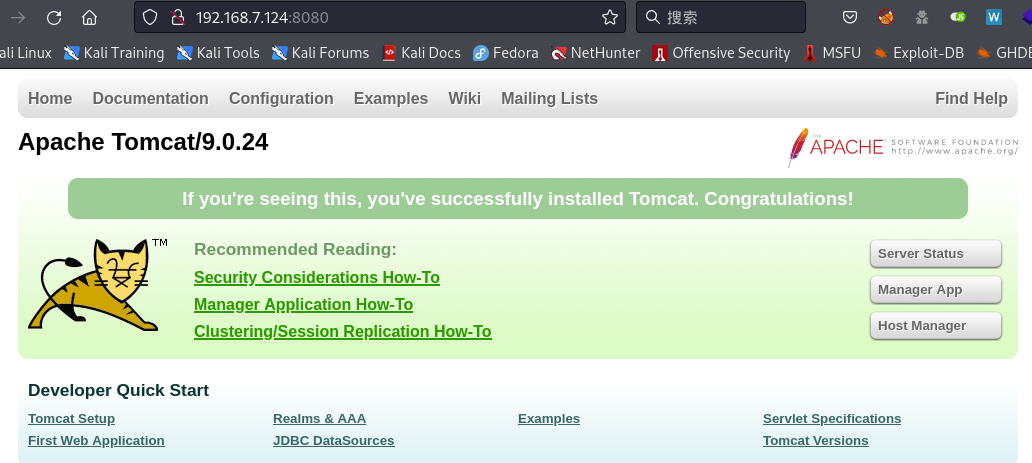 192.168.7.124:8080 搜索
ali Linux Kali Training Kali Tools Kali Forums Kali Docs Fedora NetHunter Offensive Security MSFU Exploit-DB GHDB
Home Documentation Configuration Examples Wiki Mailing Lists Find Help
Apache Tomcat/9.0.24
THE APACHE SOFTWARE FOUNDATION
http://www.apache.org/
If you're seeing this, you've successfully installed Tomcat. Congratulations!
TM
Recommended Reading:
Security Considerations How-To
Manager Application How-To
Clustering/Session Replication How-To
Server Status
Manager App
Host Manager
Developer Quick Start
Tomcat Setup Realms & AAA Examples Servlet Specifications
First Web Application JDBC DataSources Tomcat Versions